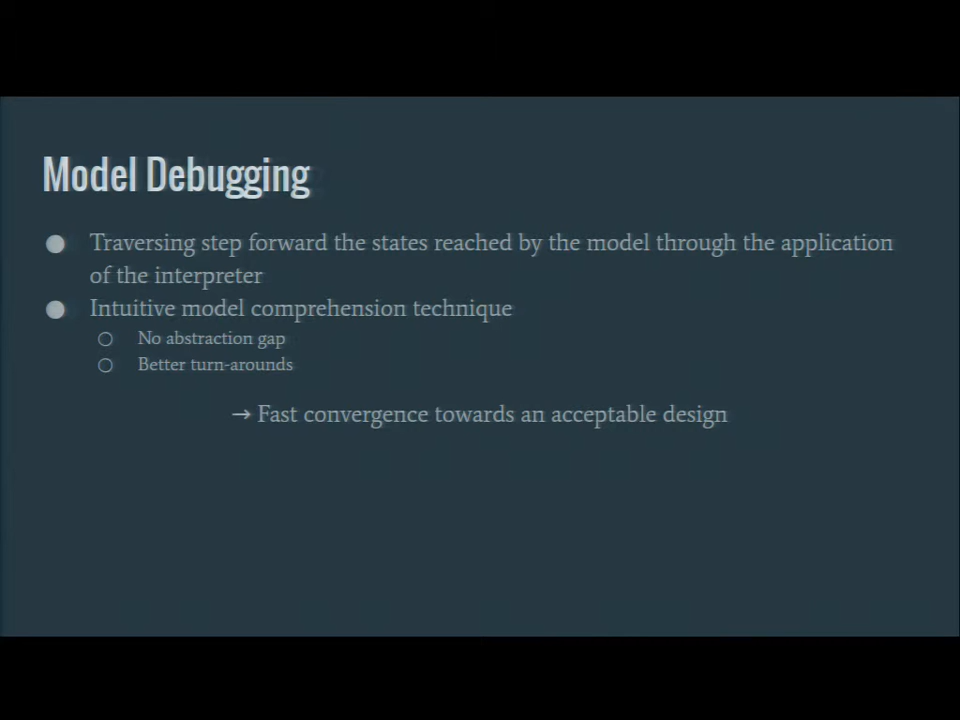 Model Debugging
● Traversing step forward the states reached by the model through the application
of the interpreter
● Intuitive model comprehension technique
○ No abstraction gap
○ Better turn-arounds
→ Fast convergence towards an acceptable design